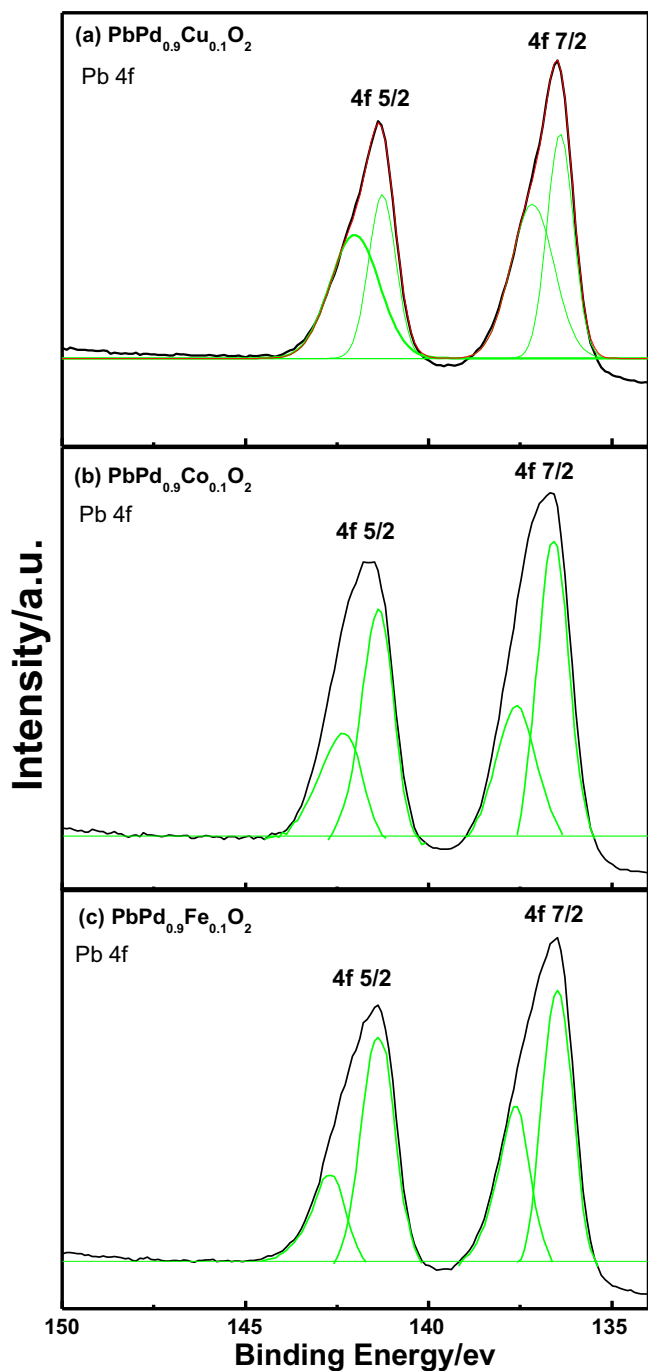 (a) PbPd0.9Cu0.1O2
4f 7/2
Pb 4f
4f 5/2
(b) PbPd0.9Co0.1O2
4f 7/2
Pb 4f
4f 5/2
(c) PbPd0.9Fe0.1O2
4f 7/2
Pb 4f
4f 5/2
Intensity/a.u.
150 145 140 135
Binding Energy/ev